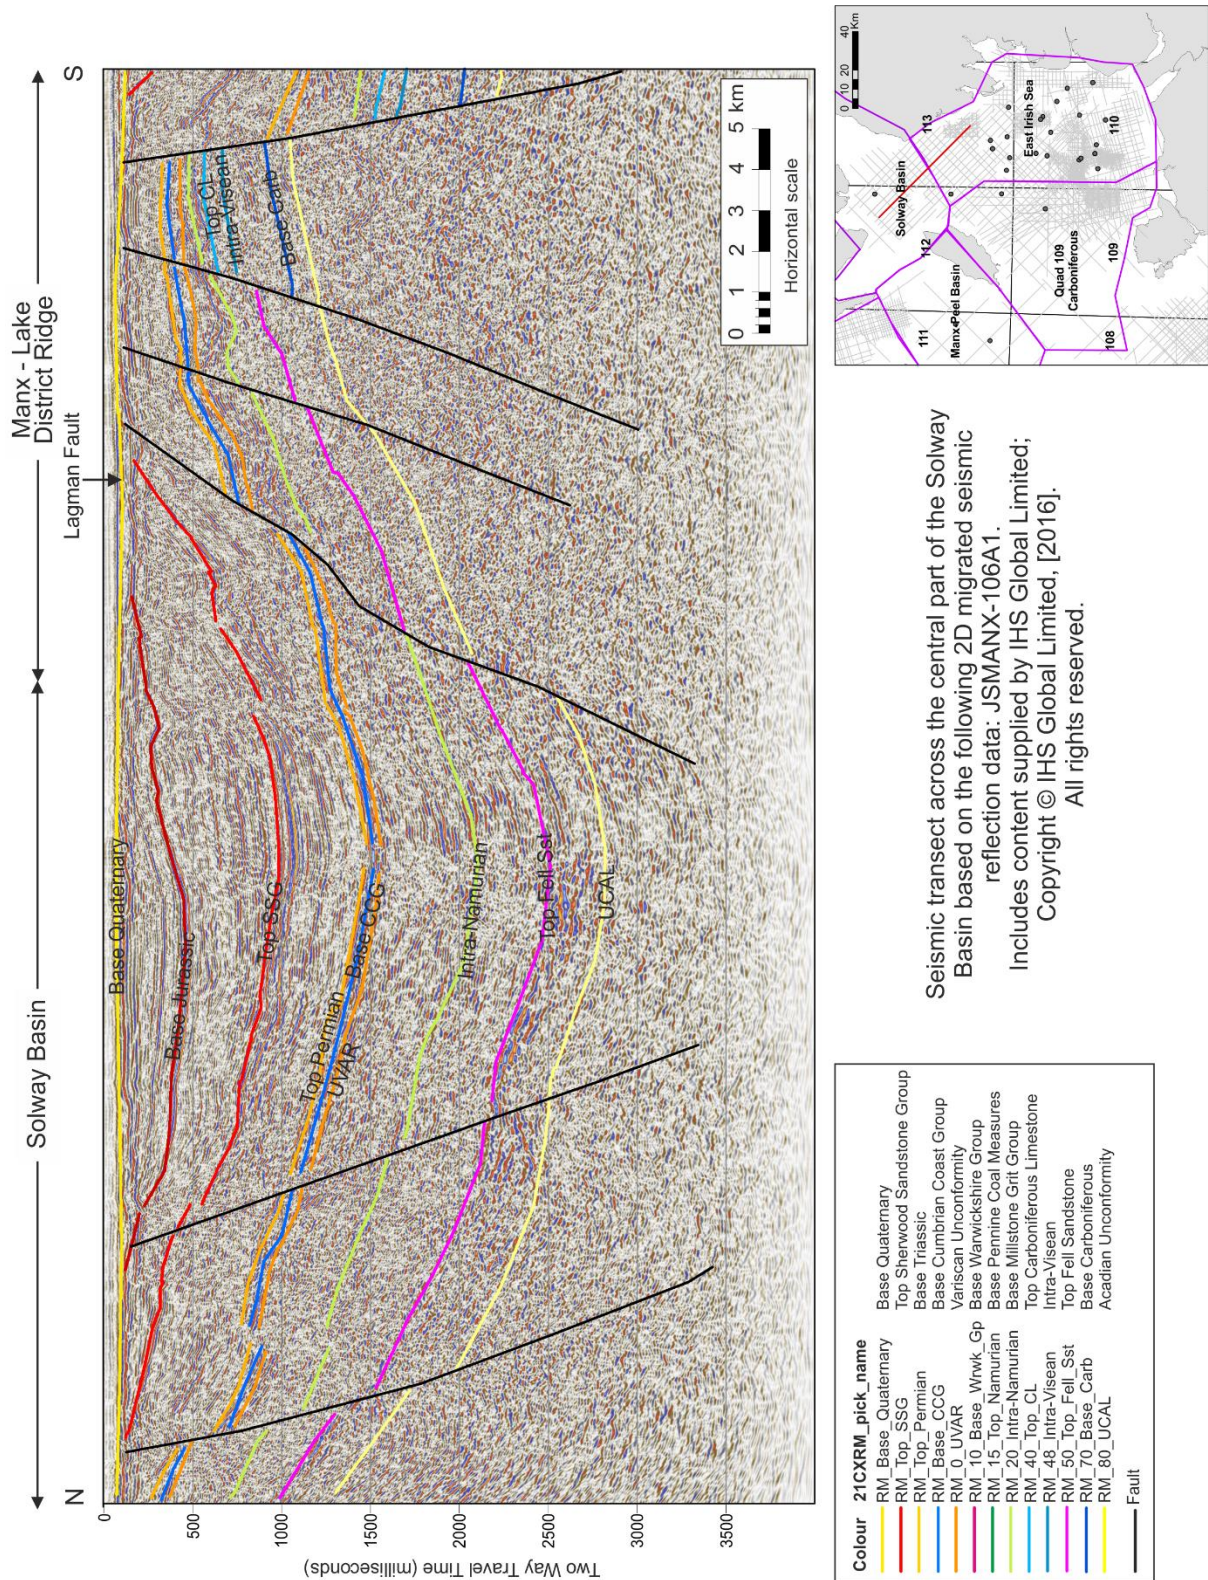 Solway Basin
Manx - Lake
District Ridge
Lagman Fault
N
S
Two Way Travel Time (milliseconds)
0
500
1000
1500
2000
2500
3000
3500
Base Quaternary
Base Jurassic
Top SSG
Top Permian
Base CCG
UVAR
Intra-Namurian
Top Fell Sst
UCAL
Top CL
Intra-Visean
Base Carb
0 1 2 3 4 5 km
Horizontal scale
Colour 21CXRM_pick_name
RM_Base_Quaternary Base Quaternary
RM_Top_SSG Top Sherwood Sandstone Group
RM_Top_Permian Base Triassic
RM_Base_CCG Base Cumbrian Coast Group
RM_0_UVAR Variscan Unconformity
RM_10_Base_Wrwk_Gp Base Warwickshire Group
RM_15_Top_Namurian Base Pennine Coal Measures
RM_20_Intra-Namurian Base Millstone Grit Group
RM_40_Top_CL Top Carboniferous Limestone
RM_48_Intra-Visean Intra-Visean
RM_50_Top_Fell_Sst Top Fell Sandstone
RM_70_Base_Carb Base Carboniferous
RM_80_UCAL Acadian Unconformity
Fault
Seismic transect across the central part of the Solway
Basin based on the following 2D migrated seismic
reflection data: JSMANX-106A1.
Includes content supplied by IHS Global Limited;
Copyright © IHS Global Limited, [2016].
All rights reserved.
0 10 20 40
Km
111
112
113
Solway Basin
Manx-Peel Basin
East Irish Sea
Quad 109
Carboniferous
108
109
110